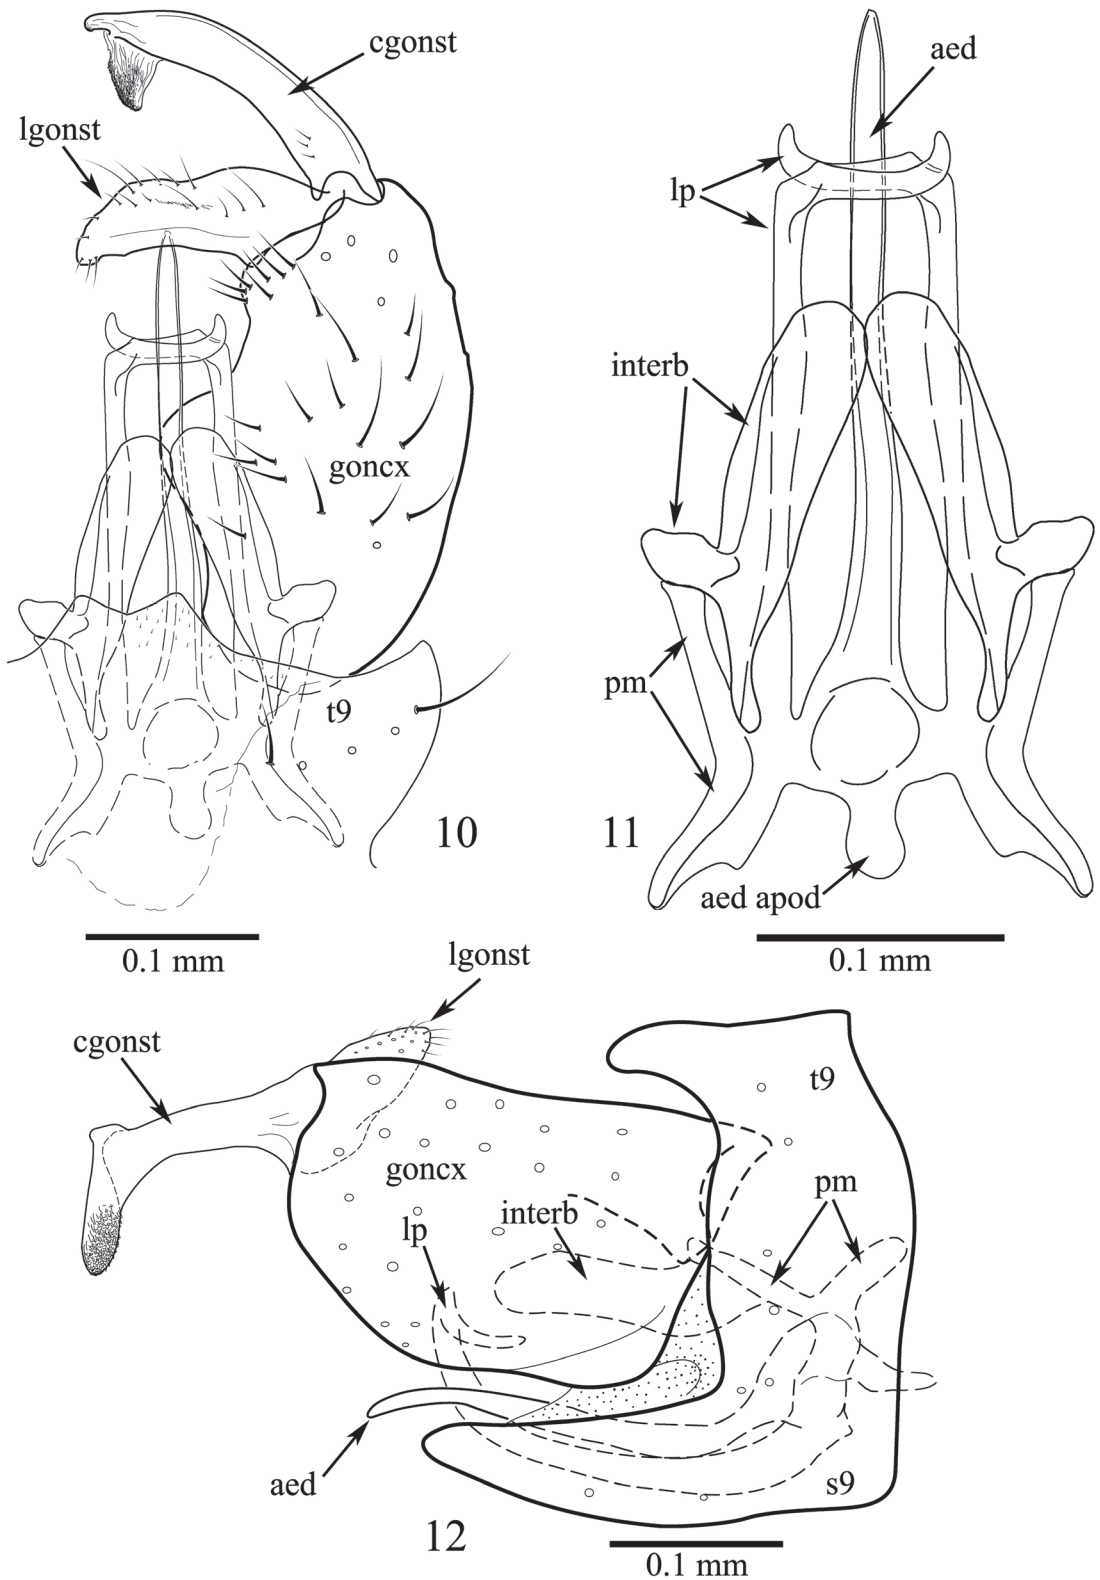 cgonst
lgonst
goncx
t9
10
0.1 mm
aed
lp
interb
pm
11
aed apod
0.1 mm
lgonst
cgonst
t9
goncx
pm
interb
lp
aed
s9
12
0.1 mm